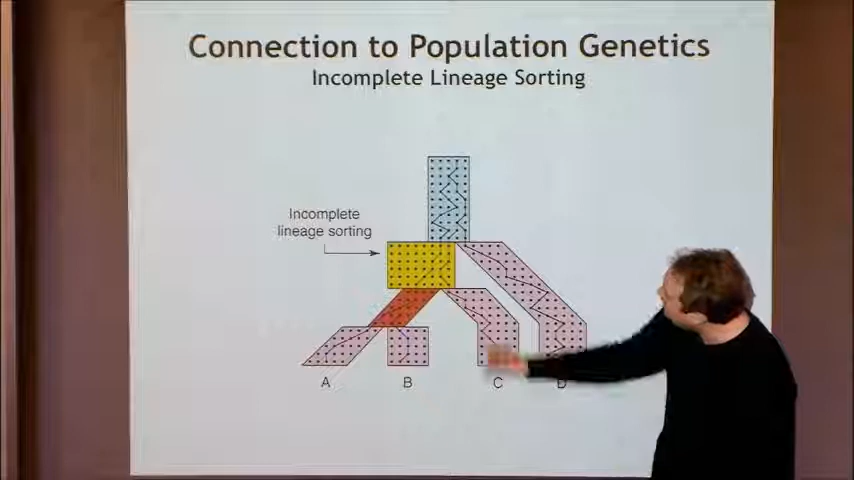 Connection to Population Genetics
Incomplete Lineage Sorting
Incomplete
lineage sorting
A B C D